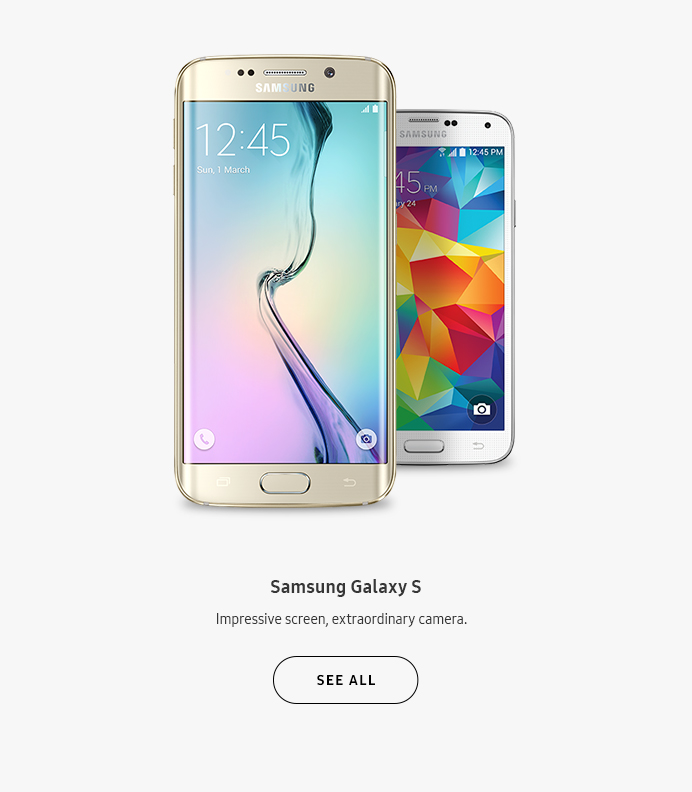 SAMSUNG
12:45
Sun, 1 March
SAMSUNG
12:45 PM
45 PM
ary 24
Samsung Galaxy S
Impressive screen, extraordinary camera.
SEE ALL